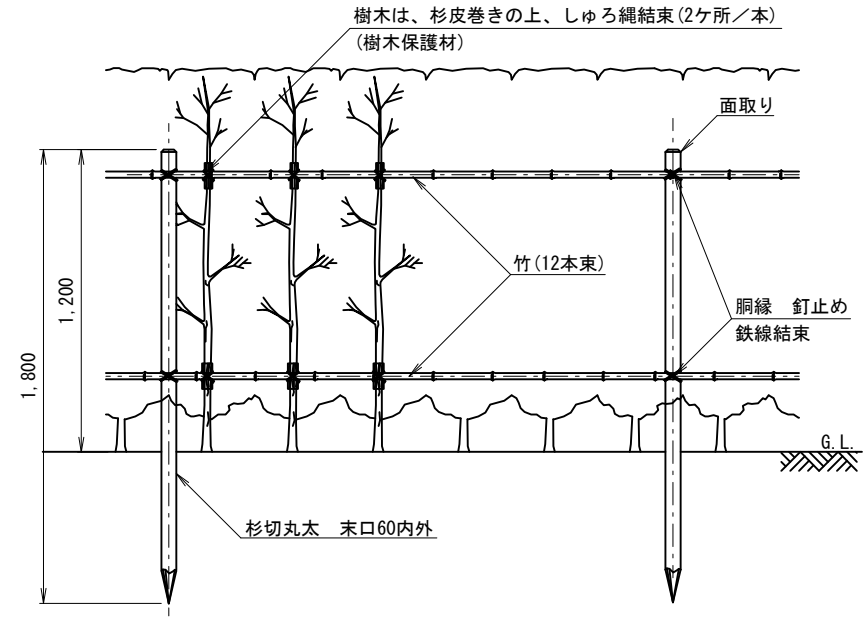 樹木は、杉皮巻きの上、しゅろ縄結束(2ケ所／本)
(樹木保護材)
面取り
竹(12本束)
1,200
1,800
胴縁　釘止め
鉄線結束
G.L.
杉切丸太　末口60内外